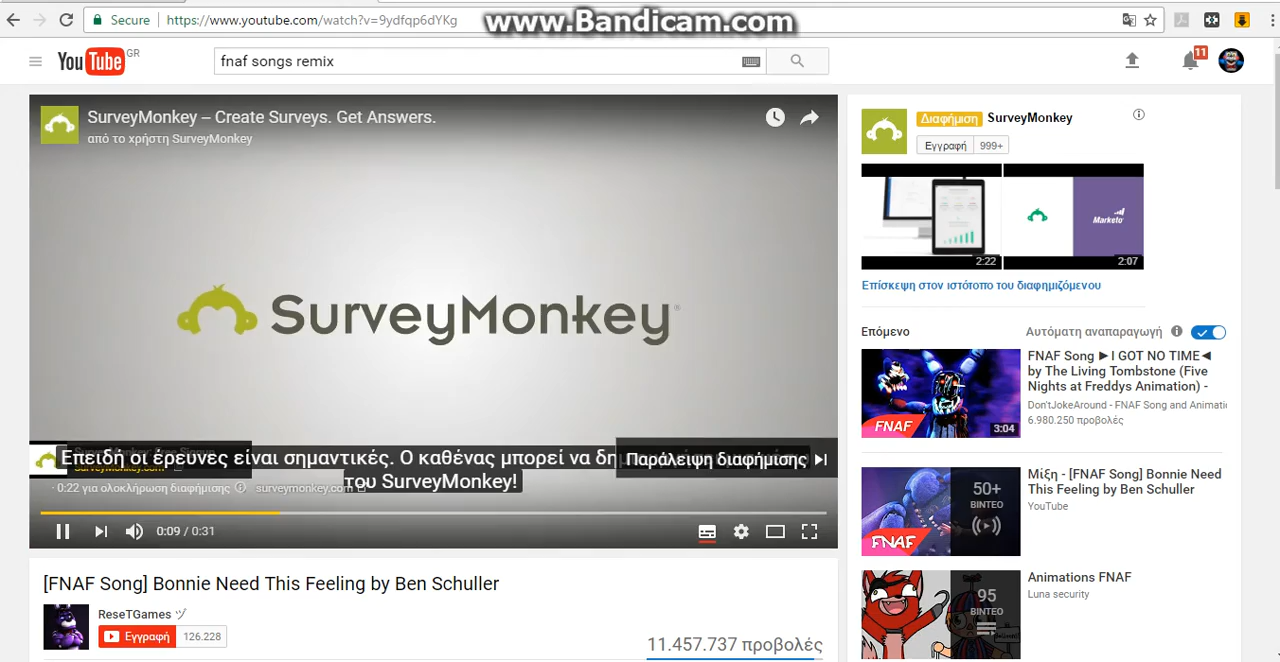 Secure
https://www.youtube.com/watch?v=9ydfqp6dYKg
www.Bandicam.com
YouTube GR
fnaf songs remix
11
SurveyMonkey – Create Surveys. Get Answers.
από το χρήστη SurveyMonkey
SurveyMonkey®
Επειδή οι έρευνες είναι σημαντικές. Ο καθένας μπορεί να δη
του SurveyMonkey!
Παράλειψη διαφήμισης
· 0:22 για ολοκλήρωση διαφήμισης
surveymonkey.com
0:09 / 0:31
[FNAF Song] Bonnie Need This Feeling by Ben Schuller
ReseTGames ヅ
Εγγραφή 126.228
11.457.737 προβολές
Διαφήμιση SurveyMonkey
Εγγραφή 999+
Marketo
2:22
2:07
Επίσκεψη στον ιστότοπο του διαφημιζόμενου
Επόμενο
Αυτόματη αναπαραγωγή
FNAF
3:04
FNAF Song ►I GOT NO TIME◄
by The Living Tombstone (Five
Nights at Freddys Animation) -
Don'tJokeAround - FNAF Song and Animati
6.980.250 προβολές
FNAF
50+
ΒΙΝΤΕΟ
Μίξη - [FNAF Song] Bonnie Need
This Feeling by Ben Schuller
YouTube
95
ΒΙΝΤΕΟ
Animations FNAF
Luna security